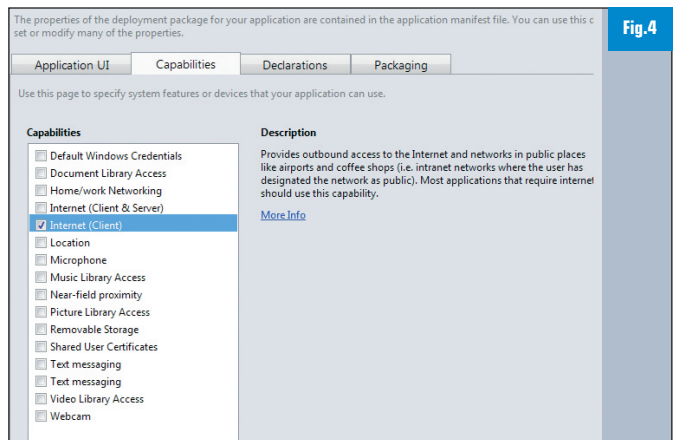 The properties of the deployment package for your application are contained in the application manifest file. You can use this c
set or modify many of the properties.
Fig.4
Application UI
Capabilities
Declarations
Packaging
Use this page to specify system features or devices that your application can use.
Capabilities
Default Windows Credentials
Document Library Access
Home/work Networking
Internet (Client & Server)
Internet (Client)
Location
Microphone
Music Library Access
Near-field proximity
Picture Library Access
Removable Storage
Shared User Certificates
Text messaging
Text messaging
Video Library Access
Webcam
Description
Provides outbound access to the Internet and networks in public places
like airports and coffee shops (i.e. intranet networks where the user has
designated the network as public). Most applications that require internet
should use this capability.
More Info